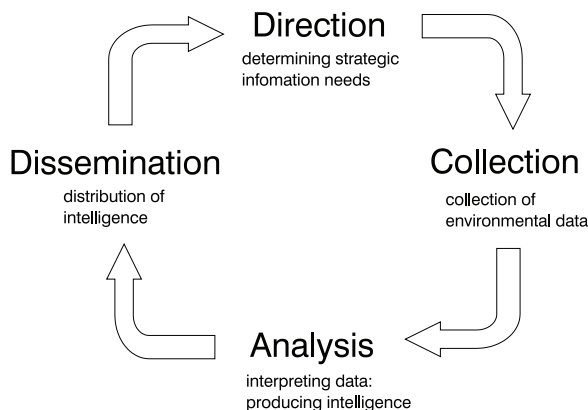 Direction
determining strategic
infomation needs
Collection
collection of
environmental data
Analysis
interpreting data:
producing intelligence
Dissemination
distribution of
intelligence